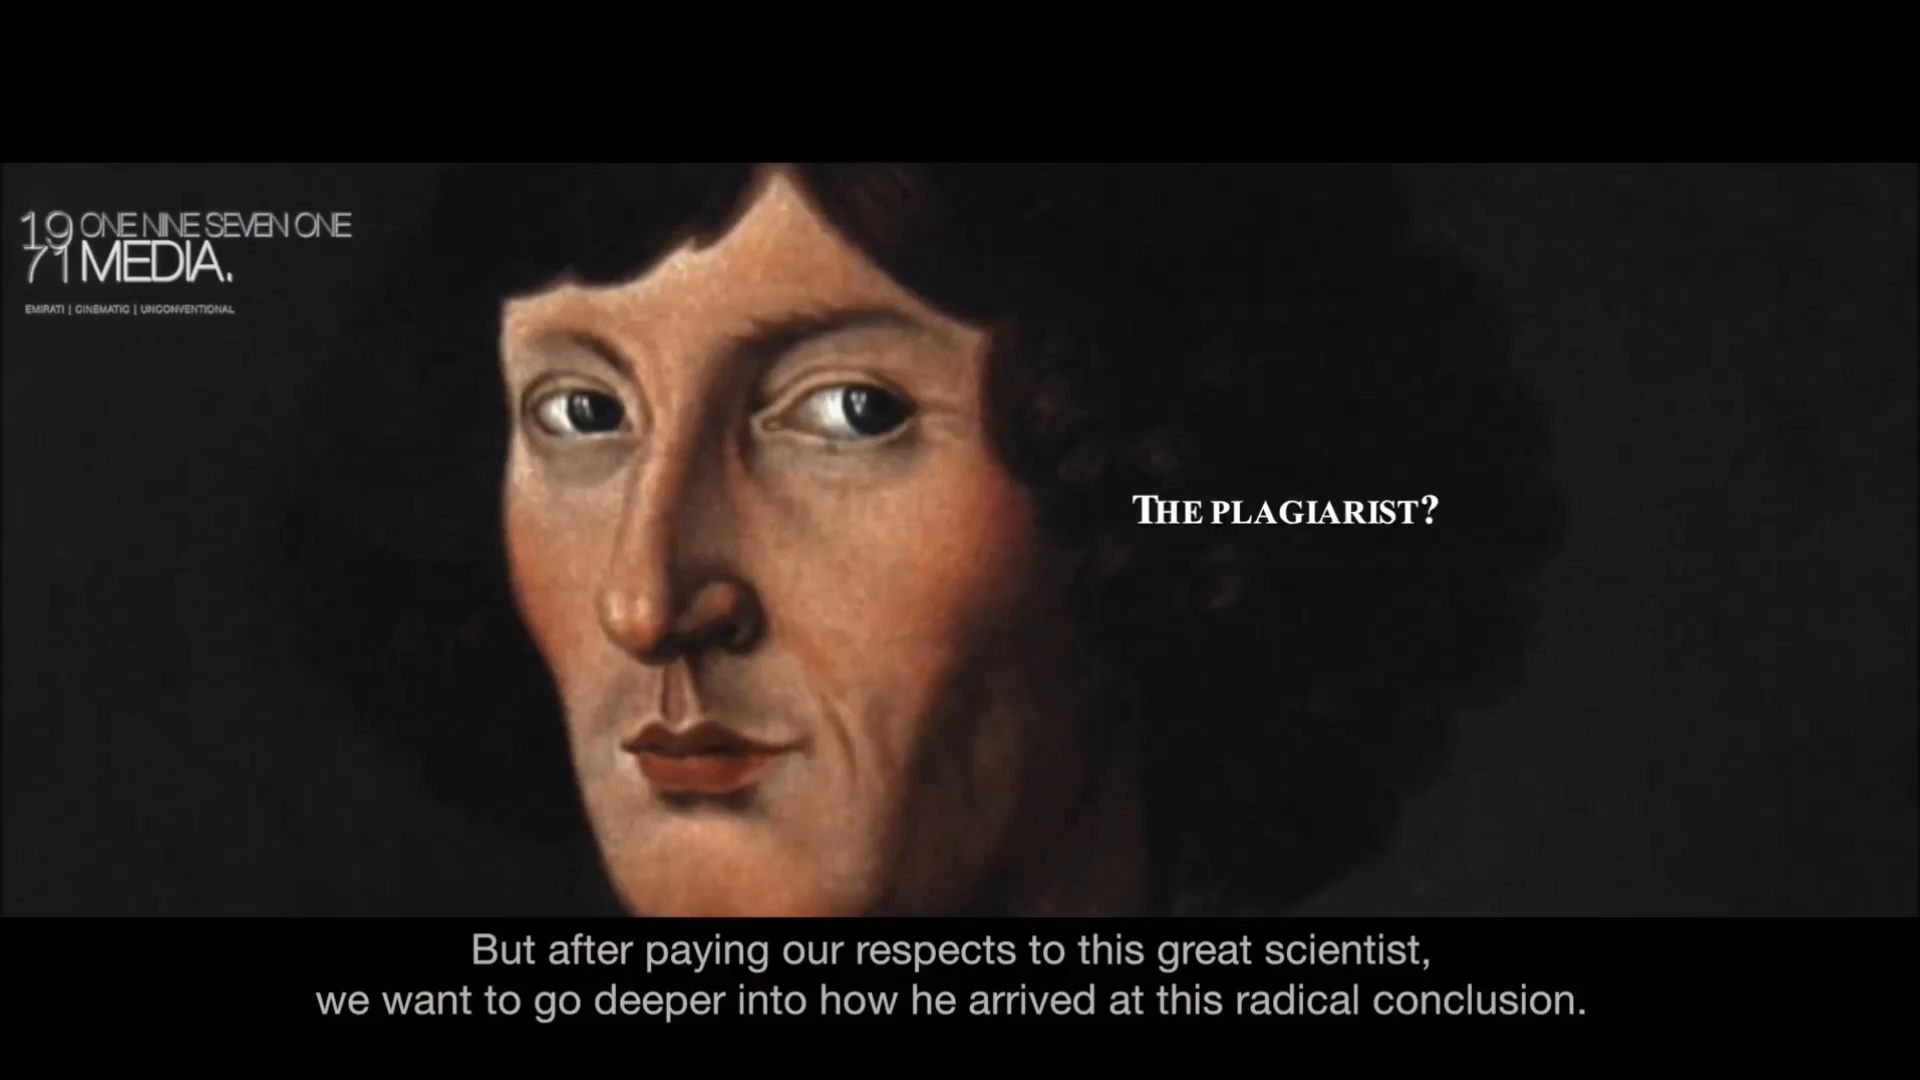 19 ONE NINE SEVEN ONE
71 MEDIA.
EMIRATI | CINEMATIC | UNCONVENTIONAL
THE PLAGIARIST?
But after paying our respects to this great scientist,
we want to go deeper into how he arrived at this radical conclusion.